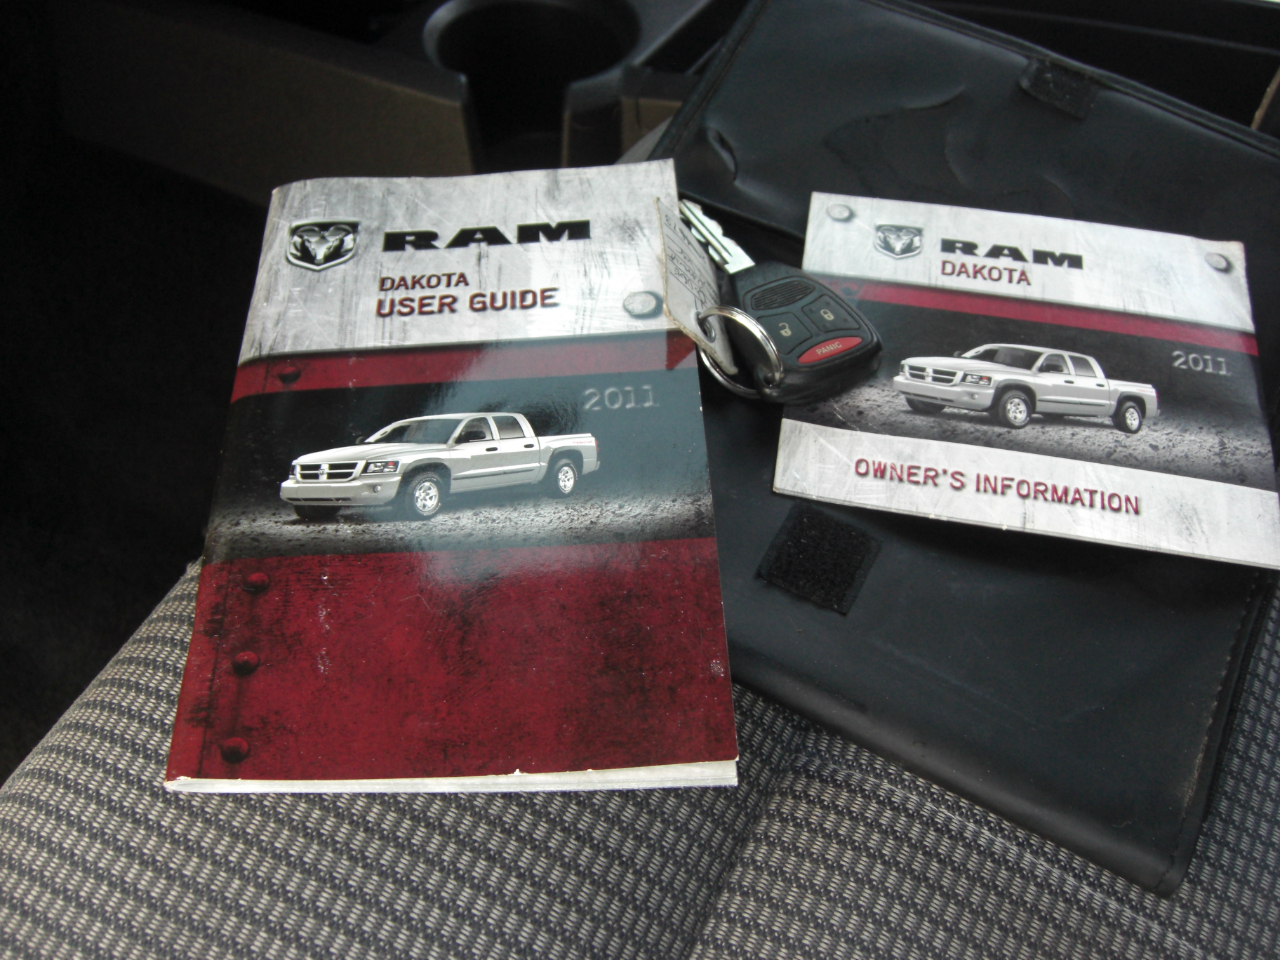 RAM
DAKOTA
USER GUIDE
2011
PANIC
RAM
DAKOTA
2011
OWNER'S INFORMATION